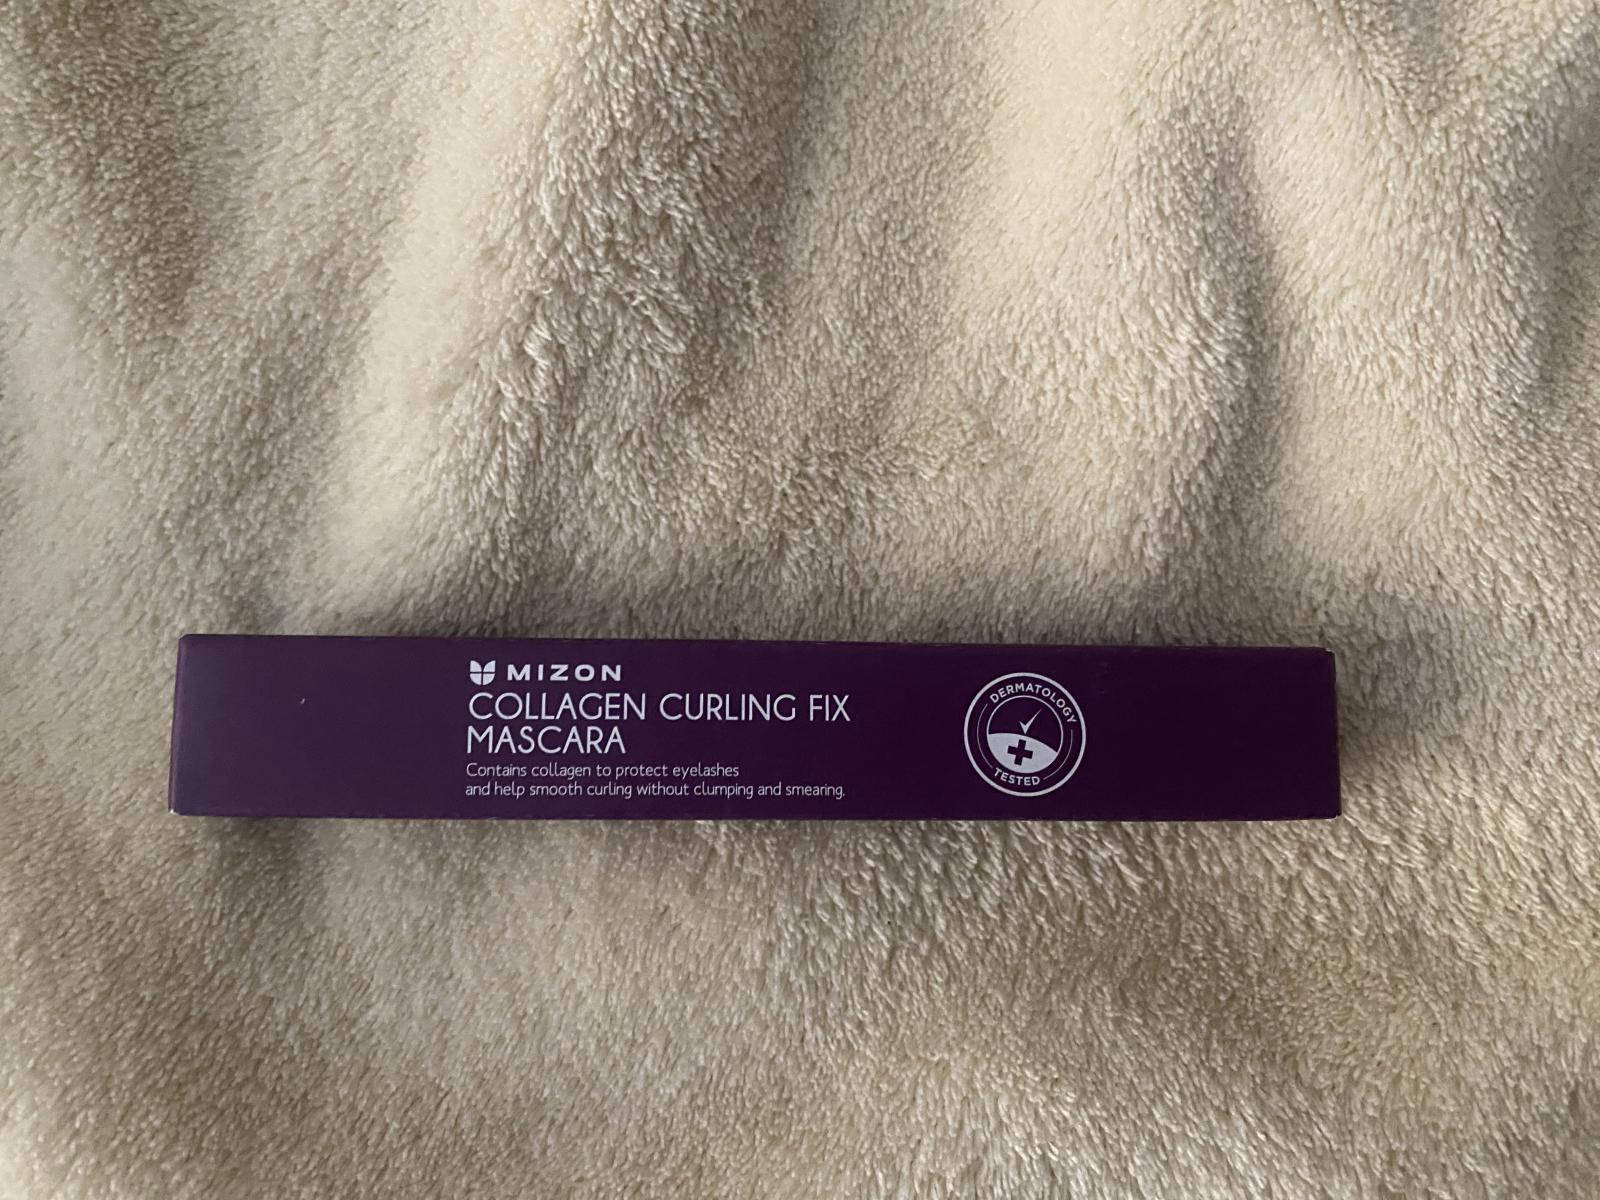 MIZON
COLLAGEN CURLING FIX
MASCARA
Contains collagen to protect eyelashes
and help smooth curling without clumping and smearing.
DERMATOLOGY
TESTED